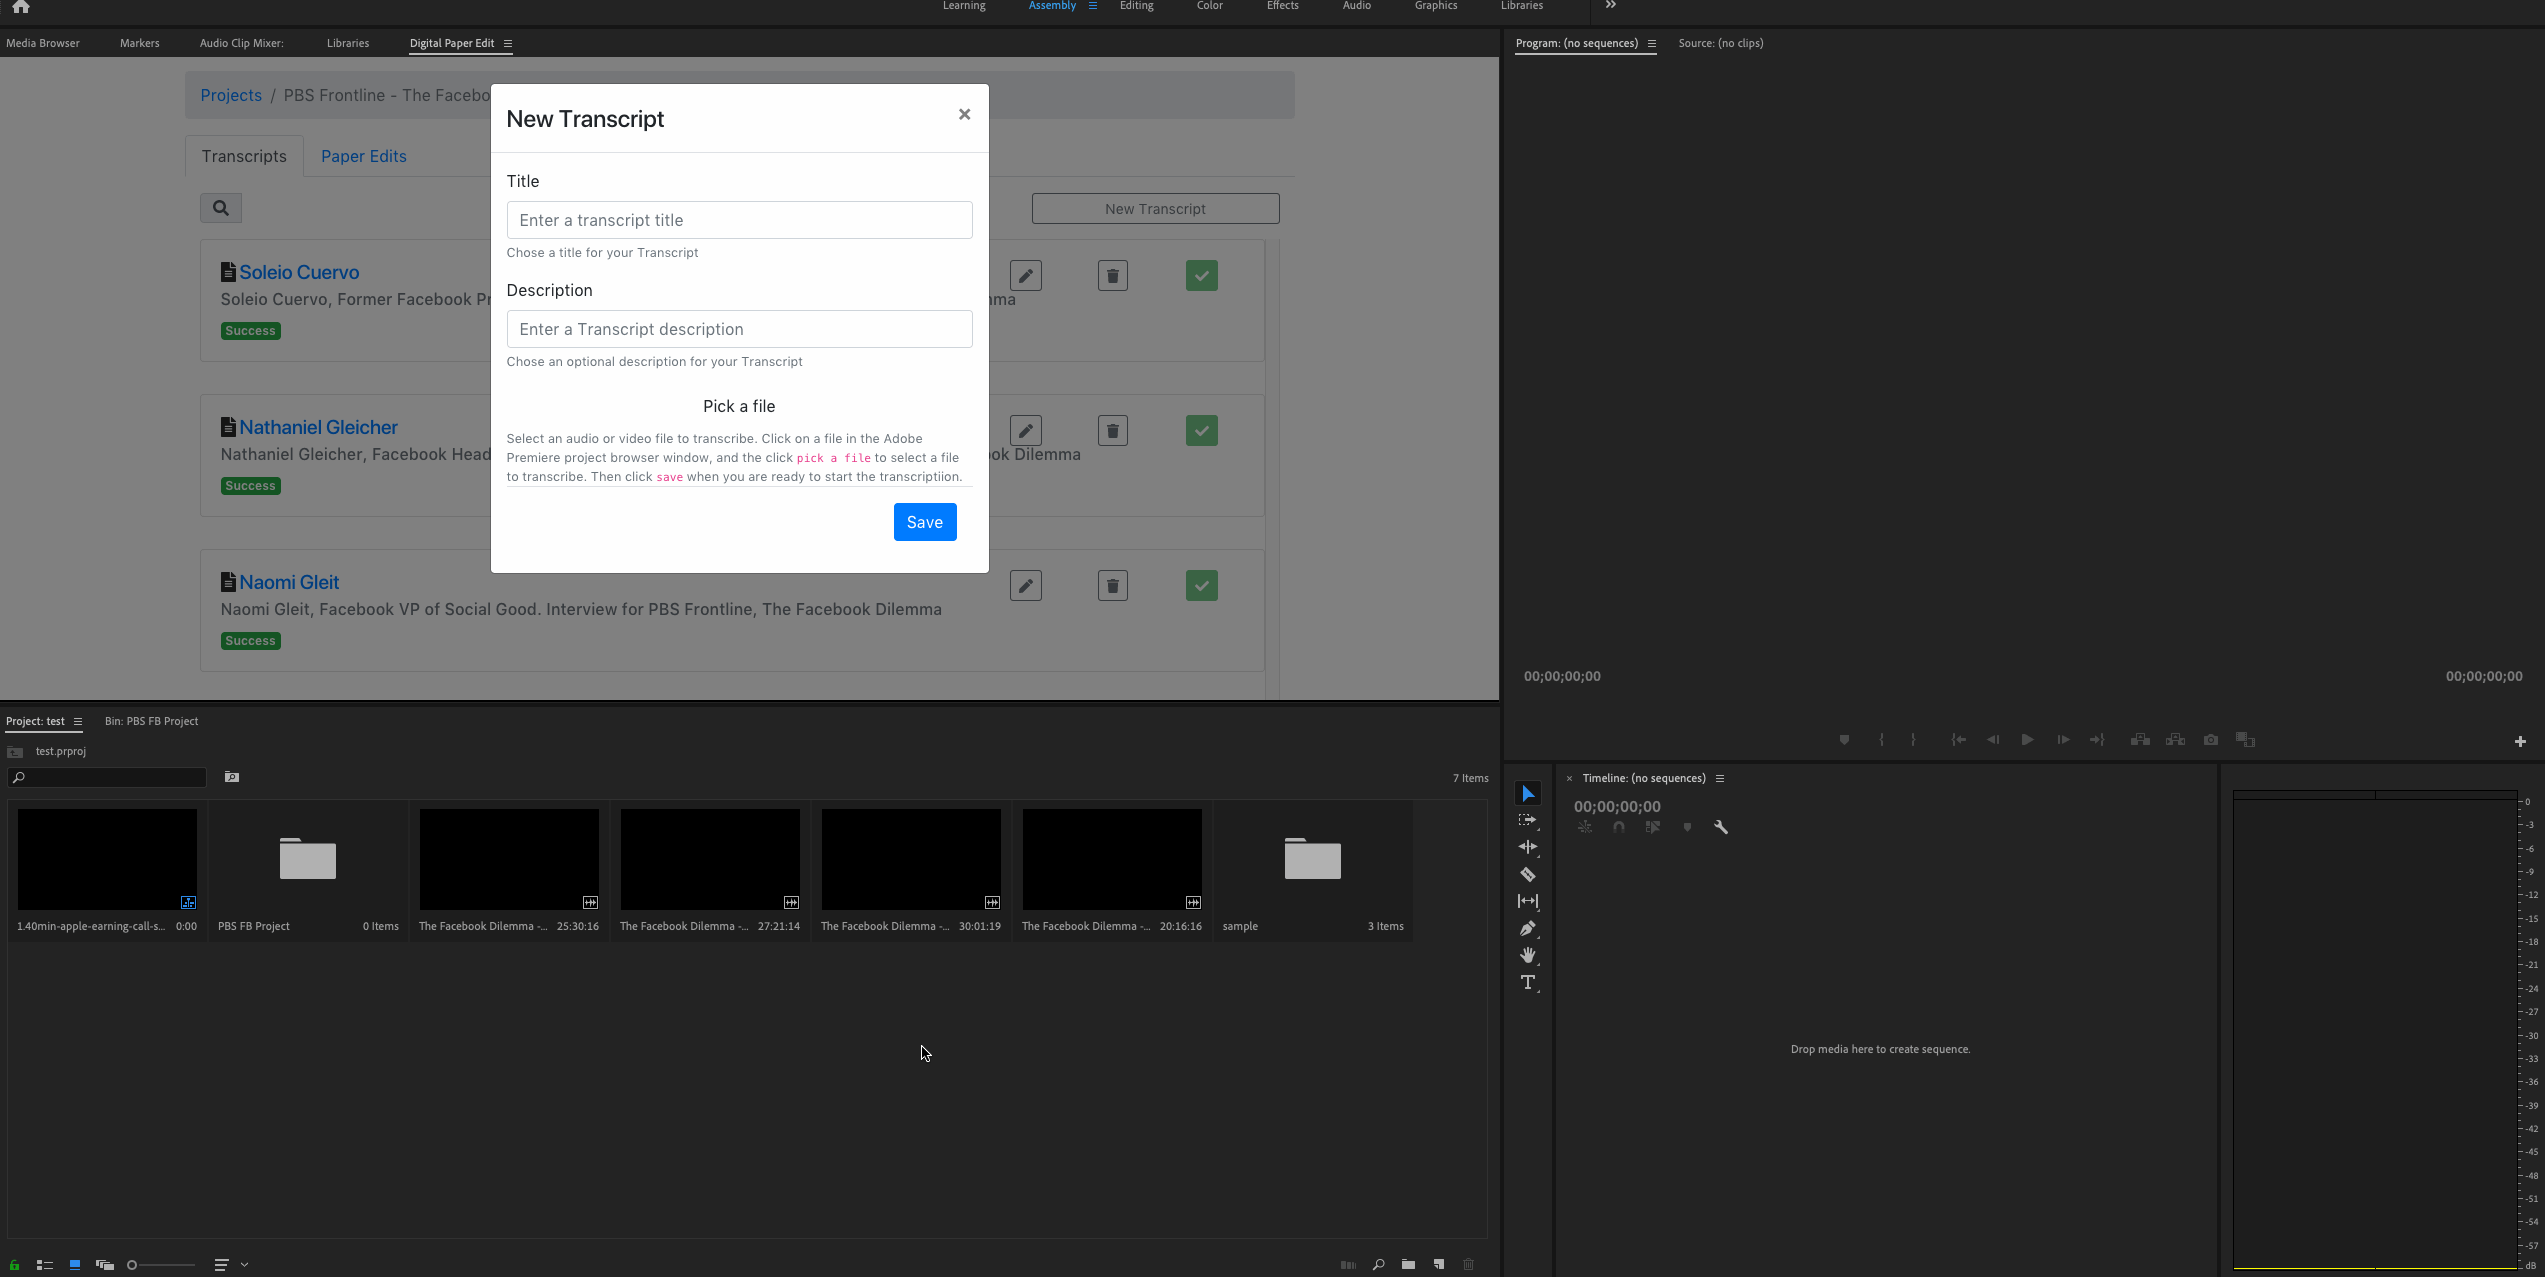 Learning Assembly Editing Color Effects Audio Graphics Libraries
Media Browser Markers Audio Clip Mixer: Libraries Digital Paper Edit
Program: (no sequences) Source: (no clips)
Projects / PBS Frontline - The Facebo
Transcripts Paper Edits
New Transcript
Soleio Cuervo
Soleio Cuervo, Former Facebook Pr
mma
Success
Nathaniel Gleicher
Nathaniel Gleicher, Facebook Head
ok Dilemma
Success
Naomi Gleit
Naomi Gleit, Facebook VP of Social Good. Interview for PBS Frontline, The Facebook Dilemma
Success
New Transcript ×
Title
Enter a transcript title
Chose a title for your Transcript
Description
Enter a Transcript description
Chose an optional description for your Transcript
Pick a file
Select an audio or video file to transcribe. Click on a file in the Adobe
Premiere project browser window, and the click pick a file to select a file
to transcribe. Then click save when you are ready to start the transcriptiion.
Save
00;00;00;00 00;00;00;00
Project: test Bin: PBS FB Project
test.prproj
7 Items
1.40min-apple-earning-call-s... 0:00
PBS FB Project 0 Items
The Facebook Dilemma -... 25:30:16
The Facebook Dilemma -... 27:21:14
The Facebook Dilemma -... 30:01:19
The Facebook Dilemma -... 20:16:16
sample 3 Items
× Timeline: (no sequences)
00;00;00;00
Drop media here to create sequence.
0
-3
-6
-9
-12
-15
-18
-21
-24
-27
-30
-33
-36
-39
-42
-45
-48
-51
-54
-57
dB